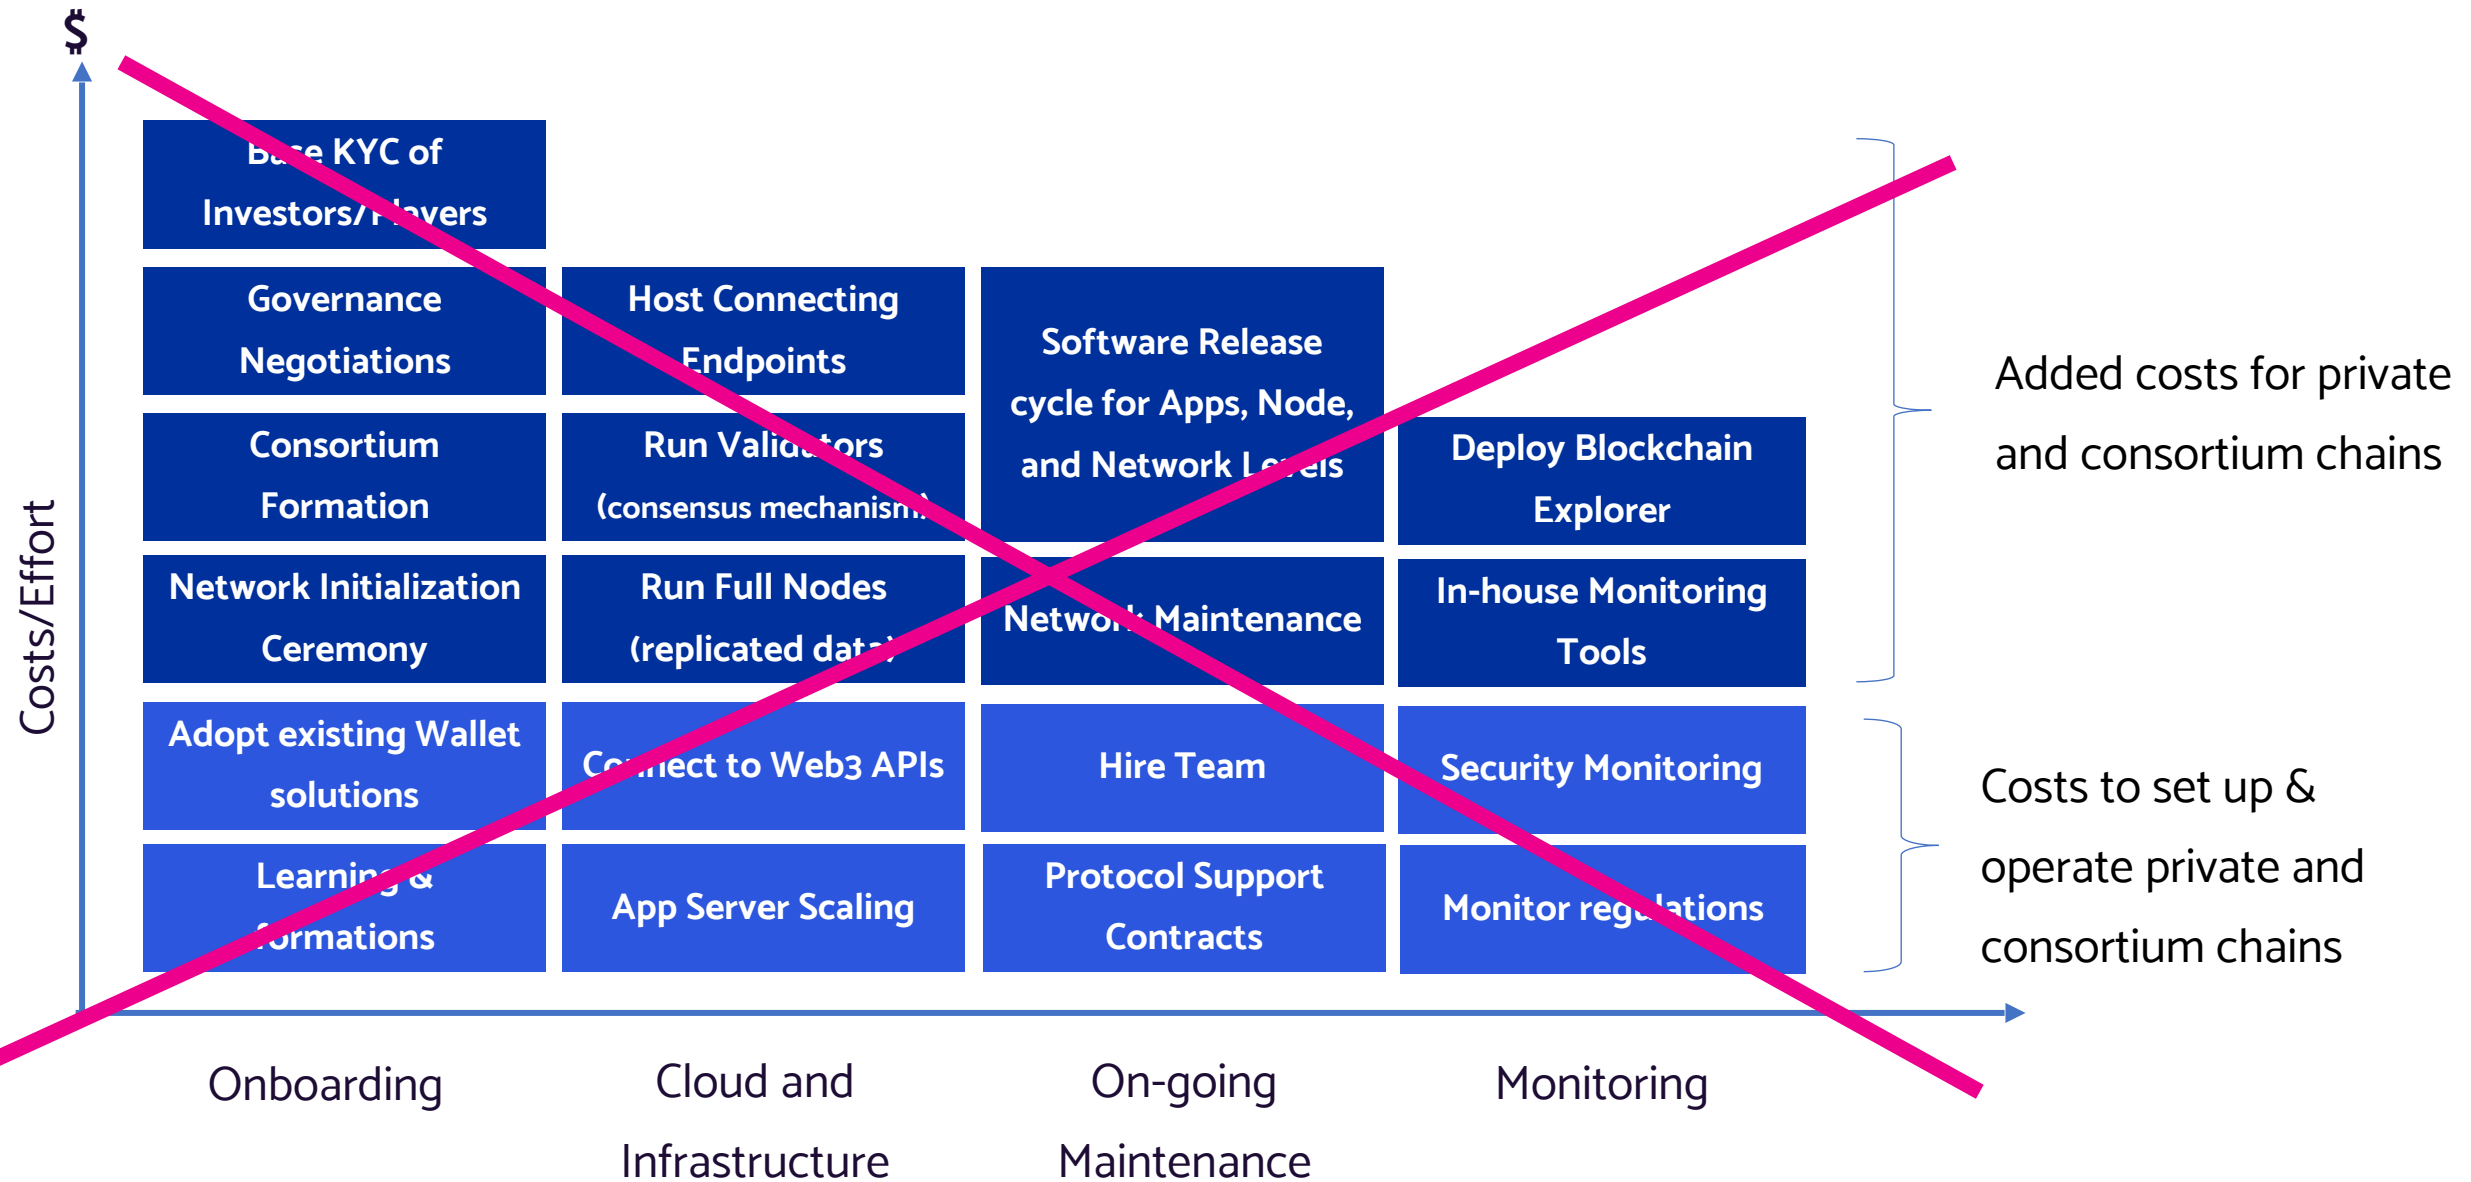 $
Costs/Effort
Base KYC of
Investors/Players
Governance
Negotiations
Consortium
Formation
Network Initialization
Ceremony
Adopt existing Wallet
solutions
Learning &
formations
Host Connecting
Endpoints
Run Validators
(consensus mechanism)
Run Full Nodes
(replicated data)
Connect to Web3 APIs
App Server Scaling
Software Release
cycle for Apps, Node,
and Network Levels
Network Maintenance
Hire Team
Protocol Support
Contracts
Deploy Blockchain
Explorer
In-house Monitoring
Tools
Security Monitoring
Monitor regulations
Added costs for private
and consortium chains
Costs to set up &
operate private and
consortium chains
Onboarding
Cloud and
Infrastructure
On-going
Maintenance
Monitoring